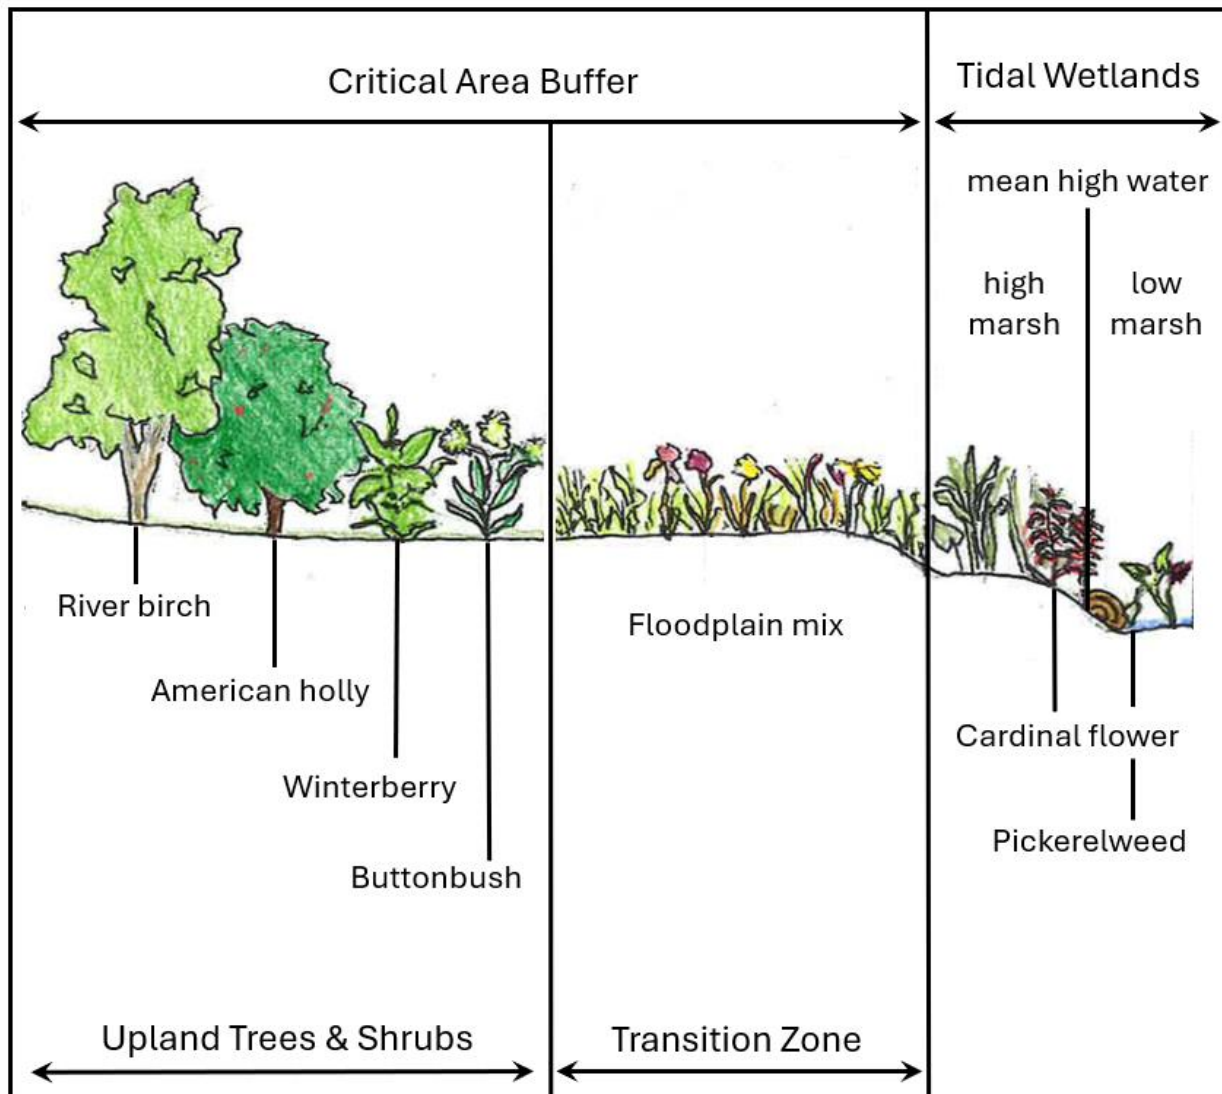 Critical Area Buffer
Tidal Wetlands
mean high water
high
marsh
low
marsh
River birch
American holly
Winterberry
Buttonbush
Floodplain mix
Cardinal flower
Pickerelweed
Upland Trees & Shrubs
Transition Zone